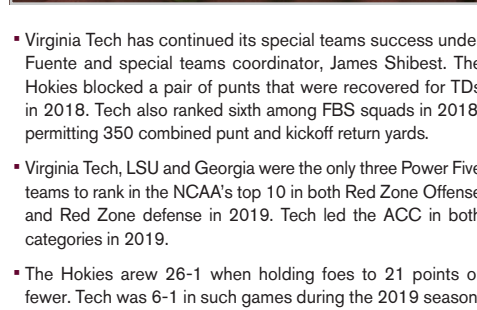 ▪ Virginia Tech has continued its special teams success unde
Fuente and special teams coordinator, James Shibest. The
Hokies blocked a pair of punts that were recovered for TDs
in 2018. Tech also ranked sixth among FBS squads in 2018
permitting 350 combined punt and kickoff return yards.
▪ Virginia Tech, LSU and Georgia were the only three Power Five
teams to rank in the NCAA's top 10 in both Red Zone Offense
and Red Zone defense in 2019. Tech led the ACC in both
categories in 2019.
▪ The Hokies arew 26-1 when holding foes to 21 points o
fewer. Tech was 6-1 in such games during the 2019 season